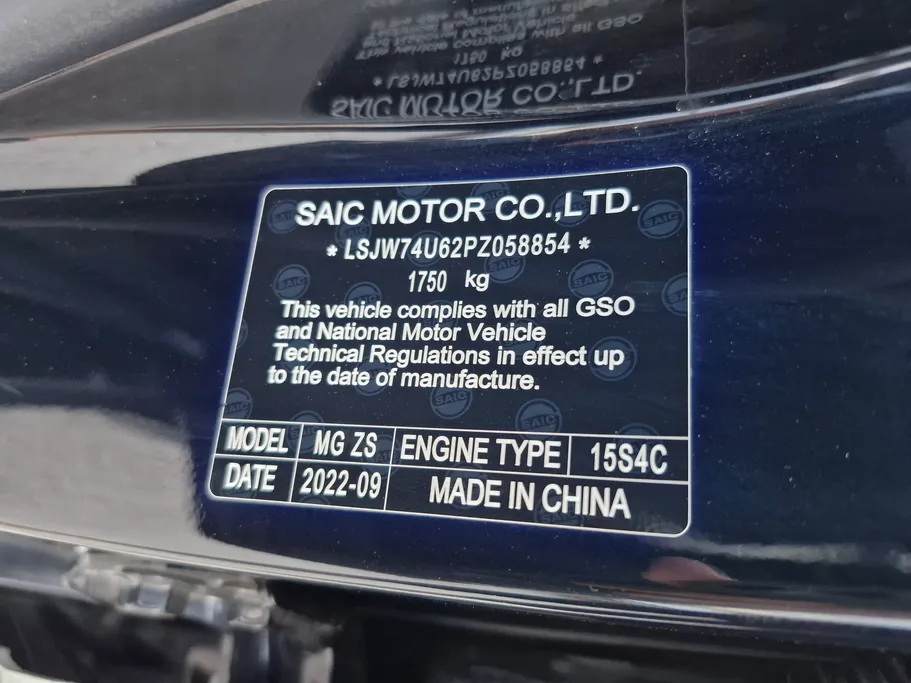 SAIC MOTOR CO.,LTD.
* LSJW74U62PZ058854 *
1750 kg
This vehicle complies with all GSO
and National Motor Vehicle
Technical Regulations in effect up
to the date of manufacture.
MODEL MG ZS ENGINE TYPE 15S4C
DATE 2022-09 MADE IN CHINA